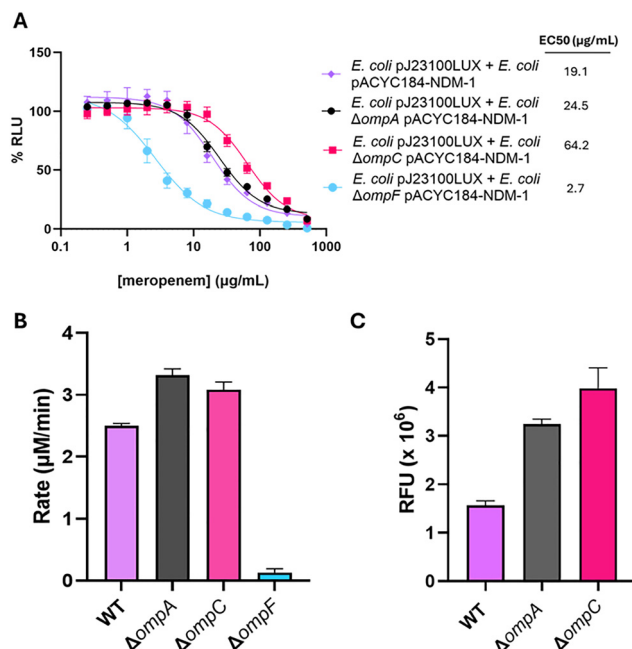 A
EC50 (µg/mL)
150
100
50
0
% RLU
0.1 1 10 100 1000
[meropenem] (µg/mL)
E. coli pJ23100LUX + E. coli
pACYC184-NDM-1
19.1
E. coli pJ23100LUX + E. coli
ΔompA pACYC184-NDM-1
24.5
E. coli pJ23100LUX + E. coli
ΔompC pACYC184-NDM-1
64.2
E. coli pJ23100LUX + E. coli
ΔompF pACYC184-NDM-1
2.7
B
4
3
2
1
0
Rate (µM/min)
WT ΔompA ΔompC ΔompF
C
5
4
3
2
1
0
RFU (x 10⁶)
WT ΔompA ΔompC